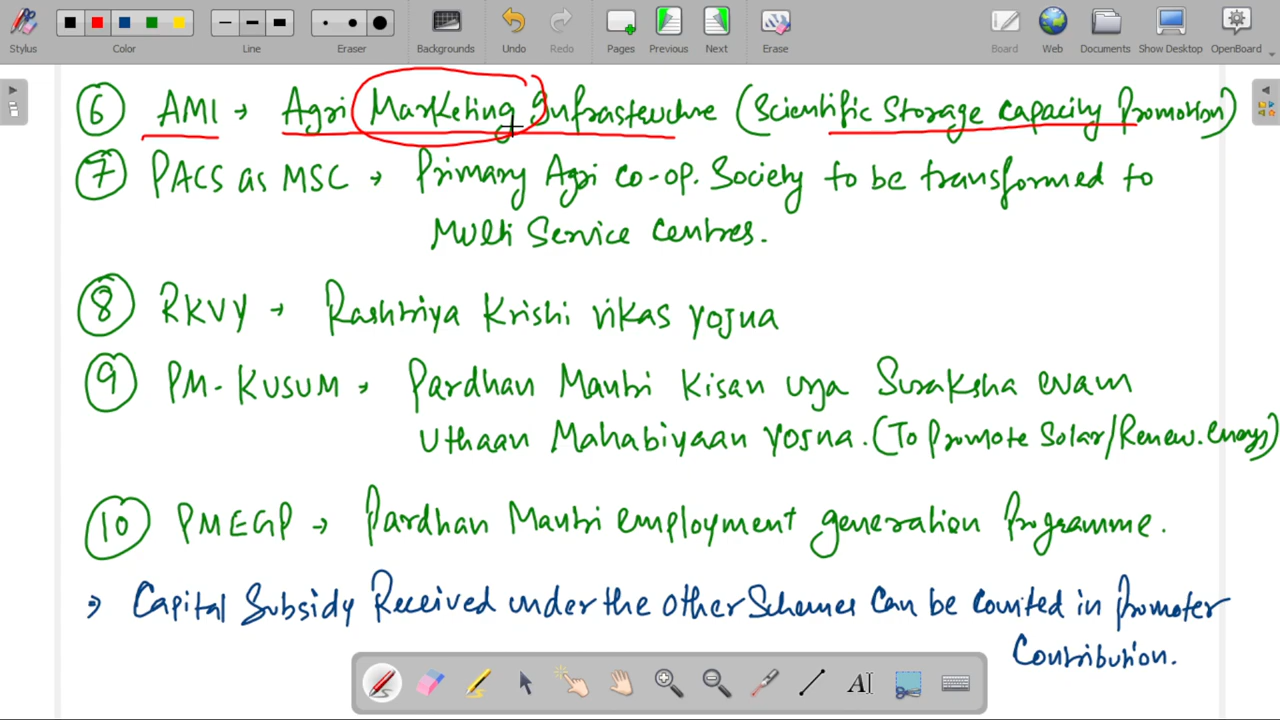 Stylus Color Line Eraser Backgrounds Undo Redo Pages Previous Next Erase Board Web Documents Show Desktop OpenBoard
6 AMI → Agri Marketing Infrastructure (Scientific Storage capacity Promotion)
7 PACS as MSC → Primary Agri co-op. Society to be transformed to
Multi Service centres.
8 RKVY → Rashtriya Krishi vikas yojna
9 PM-KUSUM → Pardhan Mantri Kisan urja Suraksha evam
Uthaan Mahabiyaan yojna. (To Promote Solar/Renew. energy)
10 PMEGP → Pardhan Mantri employment generation Programme.
⇒ Capital Subsidy Received under the other Schemes can be counted in Promoter
Contribution.